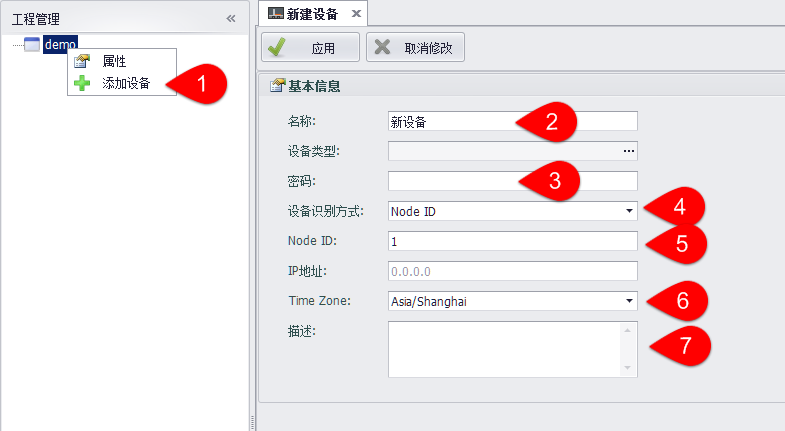 工程管理
demo
属性
添加设备
1
新建设备
应用
取消修改
基本信息
名称:
新设备
2
设备类型:
...
密码:
3
设备识别方式:
Node ID
4
Node ID:
1
5
IP地址:
0.0.0.0
Time Zone:
Asia/Shanghai
6
描述:
7